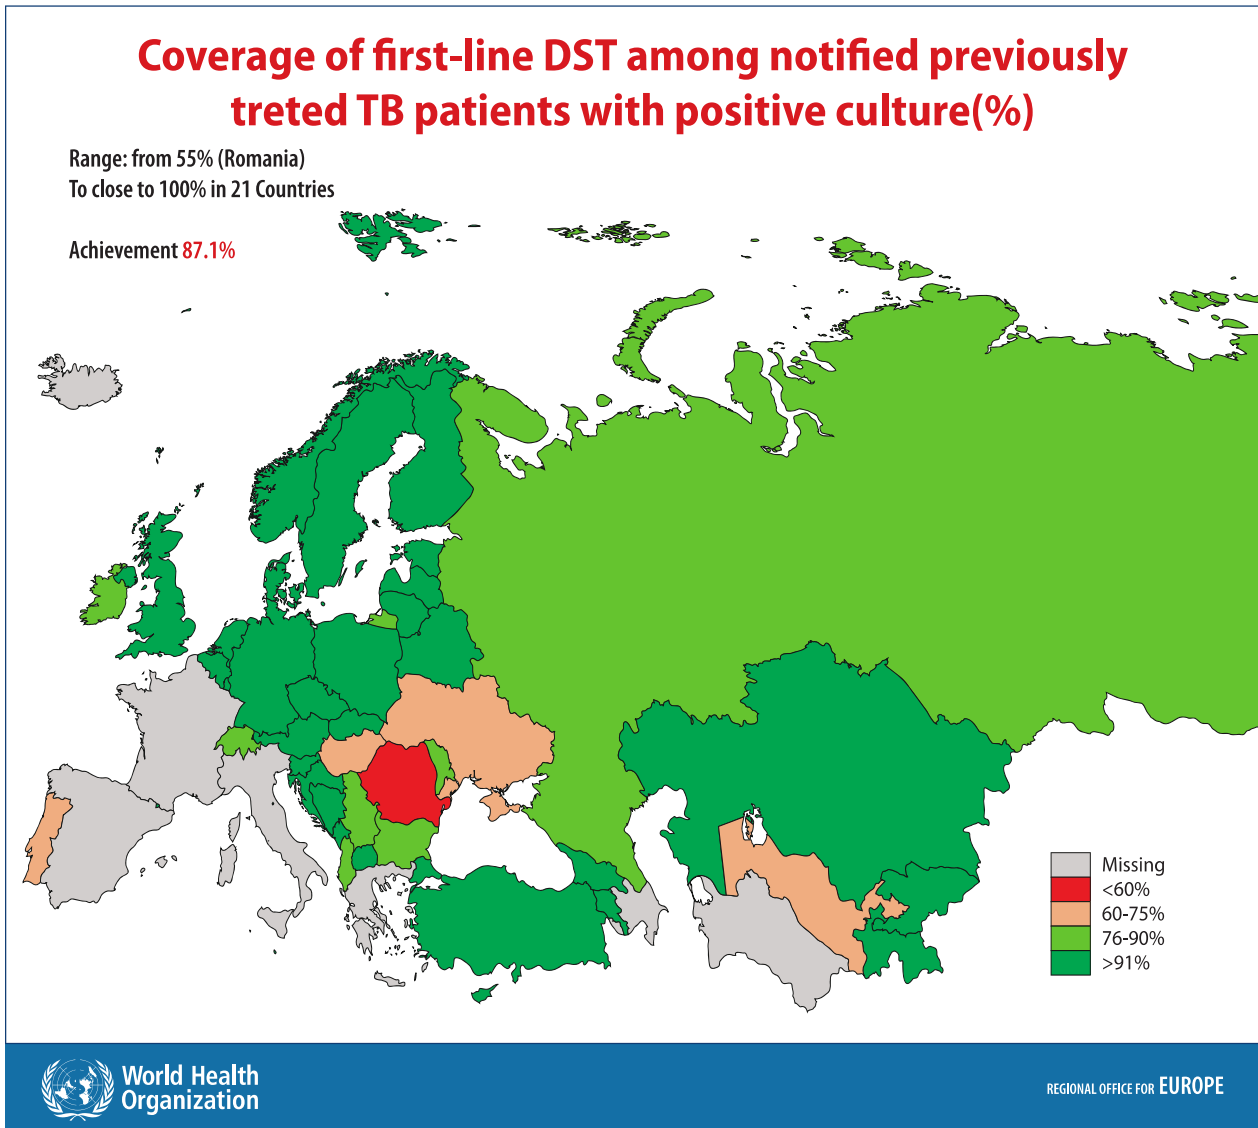 Coverage of first-line DST among notified previously
treted TB patients with positive culture(%)
Range: from 55% (Romania)
To close to 100% in 21 Countries
Achievement 87.1%
Missing
<60%
60-75%
76-90%
>91%
World Health
Organization
REGIONAL OFFICE FOR EUROPE